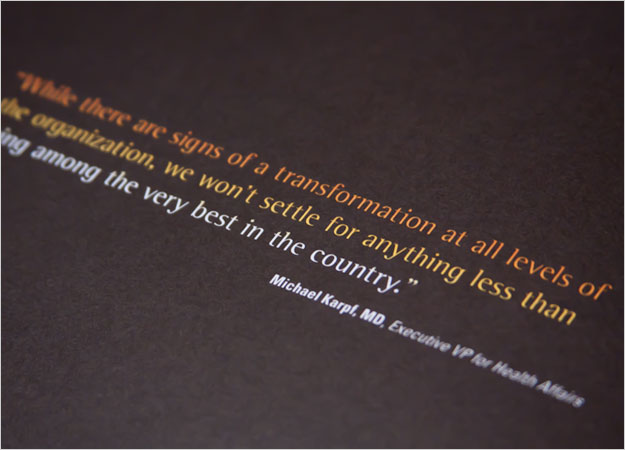 "While there are signs of a transformation at all levels of
the organization, we won't settle for anything less than
ing among the very best in the country."
Michael Karpf, MD, Executive VP for Health Affairs